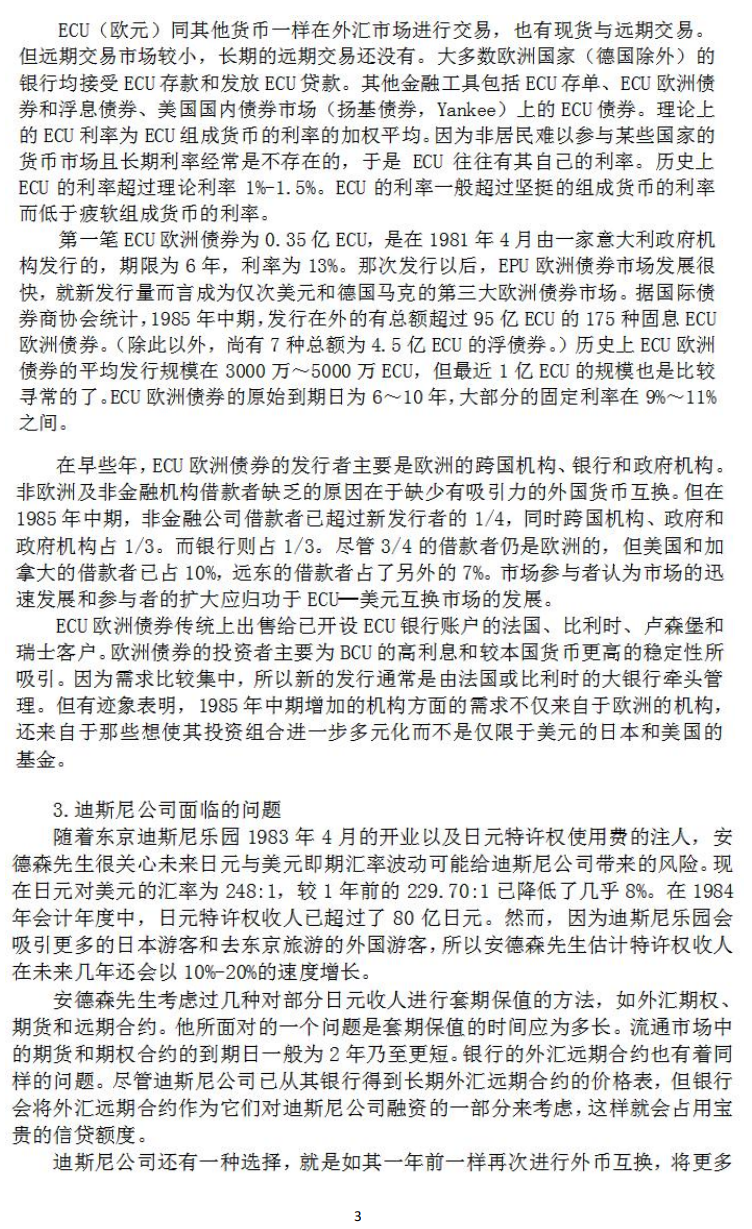 ECU（欧元）同其他货币一样在外汇市场进行交易，也有现货与远期交易。
但远期交易市场较小，长期的远期交易还没有。大多数欧洲国家（德国除外）的
银行均接受 ECU 存款和发放 ECU 贷款。其他金融工具包括 ECU 存单、ECU 欧洲债
券和浮息债券、美国国内债券市场（扬基债券，Yankee）上的 ECU 债券。理论上
的 ECU 利率为 ECU 组成货币的利率的加权平均。因为非居民难以参与某些国家的
货币市场且长期利率经常是不存在的，于是 ECU 往往有其自己的利率。历史上
ECU 的利率超过理论利率 1%-1.5%。ECU 的利率一般超过坚挺的组成货币的利率
而低于疲软组成货币的利率。
第一笔 ECU 欧洲债券为 0.35 亿 ECU，是在 1981 年 4 月由一家意大利政府机
构发行的，期限为 6 年，利率为 13%。那次发行以后，EPU 欧洲债券市场发展很
快，就新发行量而言成为仅次美元和德国马克的第三大欧洲债券市场。据国际债
券商协会统计，1985 年中期，发行在外的有总额超过 95 亿 ECU 的 175 种固息 ECU
欧洲债券。（除此以外，尚有 7 种总额为 4.5 亿 ECU 的浮债券。）历史上 ECU 欧洲
债券的平均发行规模在 3000 万～5000 万 ECU，但最近 1 亿 ECU 的规模也是比较
寻常的了。ECU 欧洲债券的原始到期日为 6～10 年，大部分的固定利率在 9%～11%
之间。
在早些年，ECU 欧洲债券的发行者主要是欧洲的跨国机构、银行和政府机构。
非欧洲及非金融机构借款者缺乏的原因在于缺少有吸引力的外国货币互换。但在
1985 年中期，非金融公司借款者已超过新发行者的 1/4，同时跨国机构、政府和
政府机构占 1/3。而银行则占 1/3。尽管 3/4 的借款者仍是欧洲的，但美国和加
拿大的借款者已占 10%，远东的借款者占了另外的 7%。市场参与者认为市场的迅
速发展和参与者的扩大应归功于 ECU—美元互换市场的发展。
ECU 欧洲债券传统上出售给已开设 ECU 银行账户的法国、比利时、卢森堡和
瑞士客户。欧洲债券的投资者主要为 BCU 的高利息和较本国货币更高的稳定性所
吸引。因为需求比较集中，所以新的发行通常是由法国或比利时的大银行牵头管
理。但有迹象表明，1985 年中期增加的机构方面的需求不仅来自于欧洲的机构，
还来自于那些想使其投资组合进一步多元化而不是仅限于美元的日本和美国的
基金。
3.迪斯尼公司面临的问题
随着东京迪斯尼乐园 1983 年 4 月的开业以及日元特许权使用费的注人，安
德森先生很关心未来日元与美元即期汇率波动可能给迪斯尼公司带来的风险。现
在日元对美元的汇率为 248:1，较 1 年前的 229.70:1 已降低了几乎 8%。在 1984
年会计年度中，日元特许权收人已超过了 80 亿日元。然而，因为迪斯尼乐园会
吸引更多的日本游客和去东京旅游的外国游客，所以安德森先生估计特许权收人
在未来几年还会以 10%-20%的速度增长。
安德森先生考虑过几种对部分日元收人进行套期保值的方法，如外汇期权、
期货和远期合约。他所面对的一个问题是套期保值的时间应为多长。流通市场中
的期货和期权合约的到期日一般为 2 年乃至更短。银行的外汇远期合约也有着同
样的问题。尽管迪斯尼公司已从其银行得到长期外汇远期合约的价格表，但银行
会将外汇远期合约作为它们对迪斯尼公司融资的一部分来考虑，这样就会占用宝
贵的信贷额度。
迪斯尼公司还有一种选择，就是如其一年前一样再次进行外币互换，将更多
3